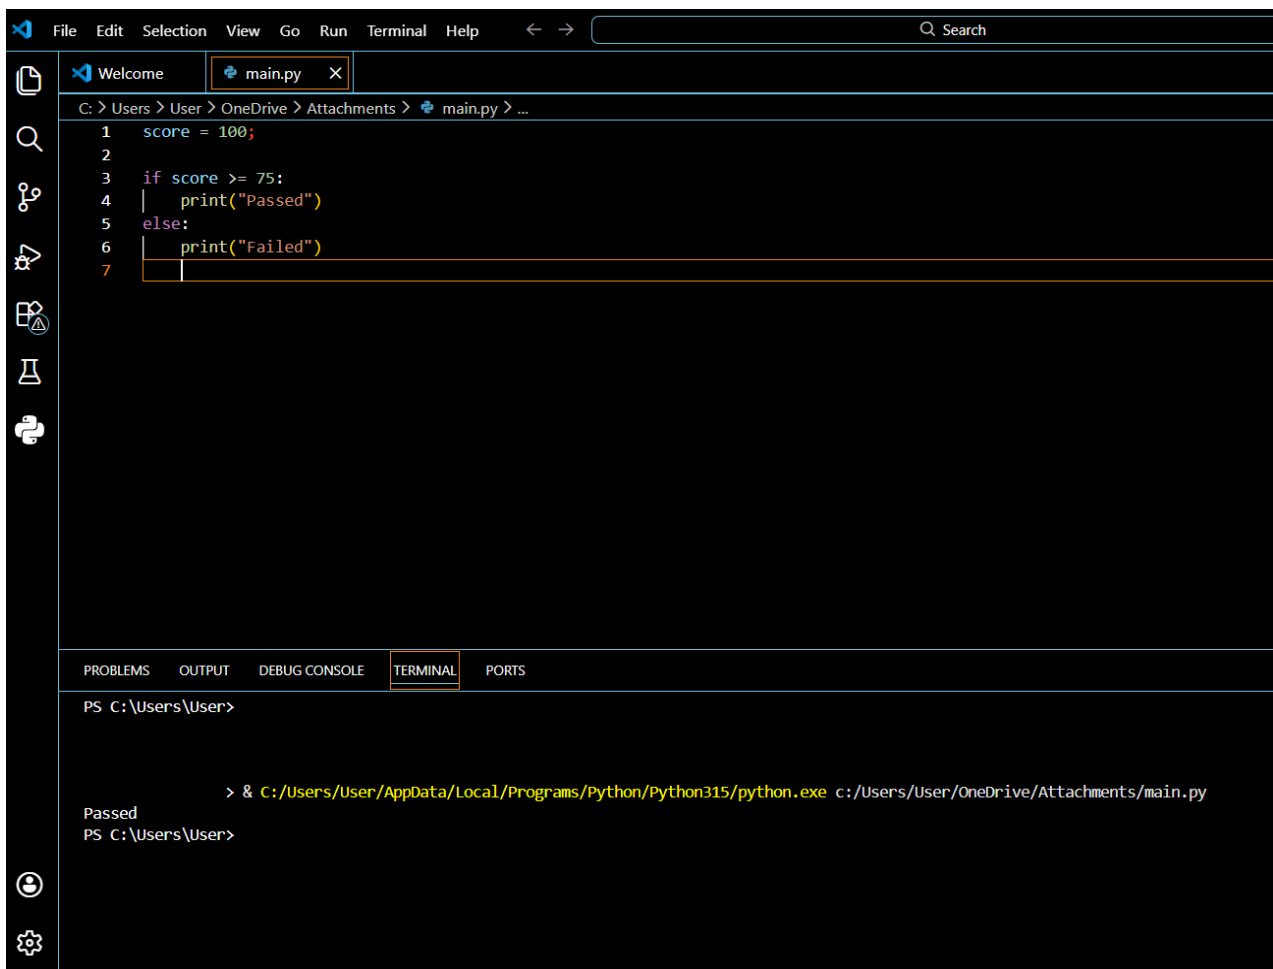 File Edit Selection View Go Run Terminal Help Search
Welcome main.py
C: > Users > User > OneDrive > Attachments > main.py > ...
1 score = 100;
2
3 if score >= 75:
4     print("Passed")
5 else:
6     print("Failed")
7
PROBLEMS OUTPUT DEBUG CONSOLE TERMINAL PORTS
PS C:\Users\User>
> & C:/Users/User/AppData/Local/Programs/Python/Python315/python.exe c:/Users/User/OneDrive/Attachments/main.py
Passed
PS C:\Users\User>